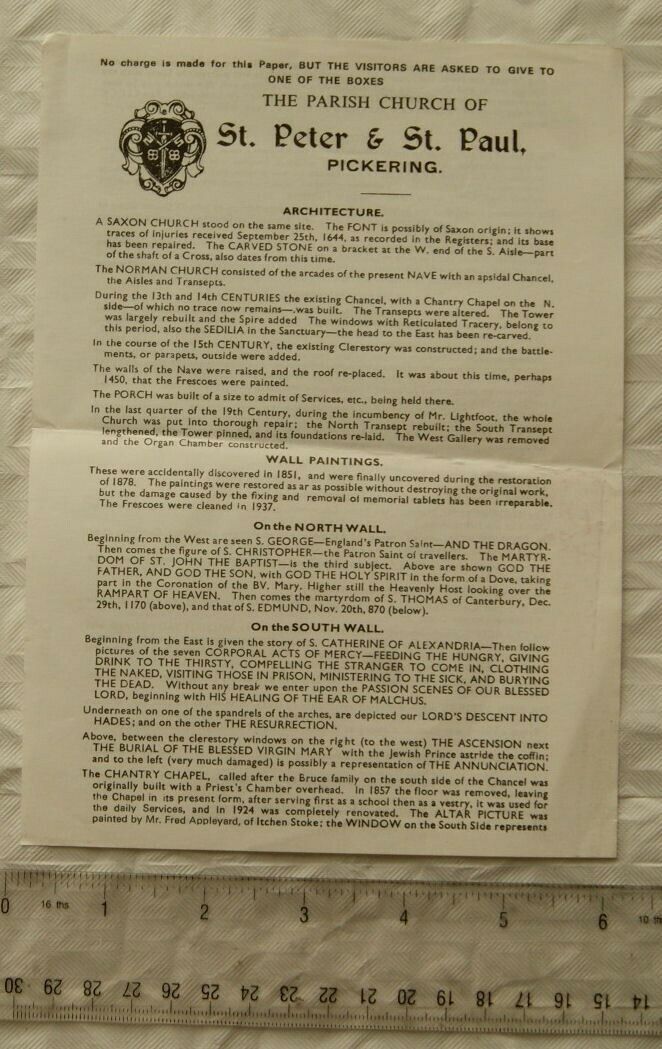 No charge is made for this Paper, BUT THE VISITORS ARE ASKED TO GIVE TO
ONE OF THE BOXES
THE PARISH CHURCH OF
St. Peter & St. Paul,
PICKERING.
ARCHITECTURE.
A SAXON CHURCH stood on the same site. The FONT is possibly of Saxon origin; it shows
traces of injuries received September 25th, 1644, as recorded in the Registers; and its base
has been repaired. The CARVED STONE on a bracket at the W. end of the S. Aisle—part
of the shaft of a Cross, also dates from this time.
The NORMAN CHURCH consisted of the arcades of the present NAVE with an apsidal Chancel,
the Aisles and Transepts.
During the 13th and 14th CENTURIES the existing Chancel, with a Chantry Chapel on the N.
side—of which no trace now remains—.was built. The Transepts were altered. The Tower
was largely rebuilt and the Spire added The windows with Reticulated Tracery, belong to
this period, also the SEDILIA in the Sanctuary—the head to the East has been re-carved.
In the course of the 15th CENTURY, the existing Clerestory was constructed; and the battle-
ments, or parapets, outside were added.
The walls of the Nave were raised, and the roof re-placed. It was about this time, perhaps
1450, that the Frescoes were painted.
The PORCH was built of a size to admit of Services, etc., being held there.
In the last quarter of the 19th Century, during the incumbency of Mr. Lightfoot, the whole
Church was put into thorough repair; the North Transept rebuilt; the South Transept
lengthened, the Tower pinned, and its foundations re-laid. The West Gallery was removed
and the Organ Chamber constructed.
WALL PAINTINGS.
These were accidentally discovered in 1851, and were finally uncovered during the restoration
of 1878. The paintings were restored as ar as possible without destroying the original work,
but the damage caused by the fixing and removal of memorial tablets has been irreparable.
The Frescoes were cleaned in 1937.
On the NORTH WALL.
Beginning from the West are seen S. GEORGE—England's Patron Saint—AND THE DRAGON.
Then comes the figure of S. CHRISTOPHER—the Patron Saint of travellers. The MARTYR-
DOM OF ST. JOHN THE BAPTIST—is the third subject. Above are shown GOD THE
FATHER, AND GOD THE SON, with GOD THE HOLY SPIRIT in the form of a Dove, taking
part in the Coronation of the BV. Mary. Higher still the Heavenly Host looking over the
RAMPART OF HEAVEN. Then comes the martyrdom of S. THOMAS of Canterbury, Dec.
29th, 1170 (above), and that of S. EDMUND, Nov. 20th, 870 (below).
On the SOUTH WALL.
Beginning from the East is given the story of S. CATHERINE OF ALEXANDRIA—Then follow
pictures of the seven CORPORAL ACTS OF MERCY—FEEDING THE HUNGRY, GIVING
DRINK TO THE THIRSTY, COMPELLING THE STRANGER TO COME IN, CLOTHING
THE NAKED, VISITING THOSE IN PRISON, MINISTERING TO THE SICK, AND BURYING
THE DEAD. Without any break we enter upon the PASSION SCENES OF OUR BLESSED
LORD, beginning with HIS HEALING OF THE EAR OF MALCHUS.
Underneath on one of the spandrels of the arches, are depicted our LORD'S DESCENT INTO
HADES; and on the other THE RESURRECTION.
Above, between the clerestory windows on the right (to the west) THE ASCENSION next
THE BURIAL OF THE BLESSED VIRGIN MARY with the Jewish Prince astride the coffin;
and to the left (very much damaged) is possibly a representation of THE ANNUNCIATION.
The CHANTRY CHAPEL, called after the Bruce family on the south side of the Chancel was
originally built with a Priest's Chamber overhead. In 1857 the floor was removed, leaving
the Chapel in its present form, after serving first as a school then as a vestry, it was used for
the daily Services, and in 1924 was completely renovated. The ALTAR PICTURE was
painted by Mr. Fred Appleyard, of Itchen Stoke; the WINDOW on the South Side represents
0 16 ths 1 2 3 4 5 6 10 th
30 29 28 27 26 25 24 23 22 21 20 19 18 17 16 15 14